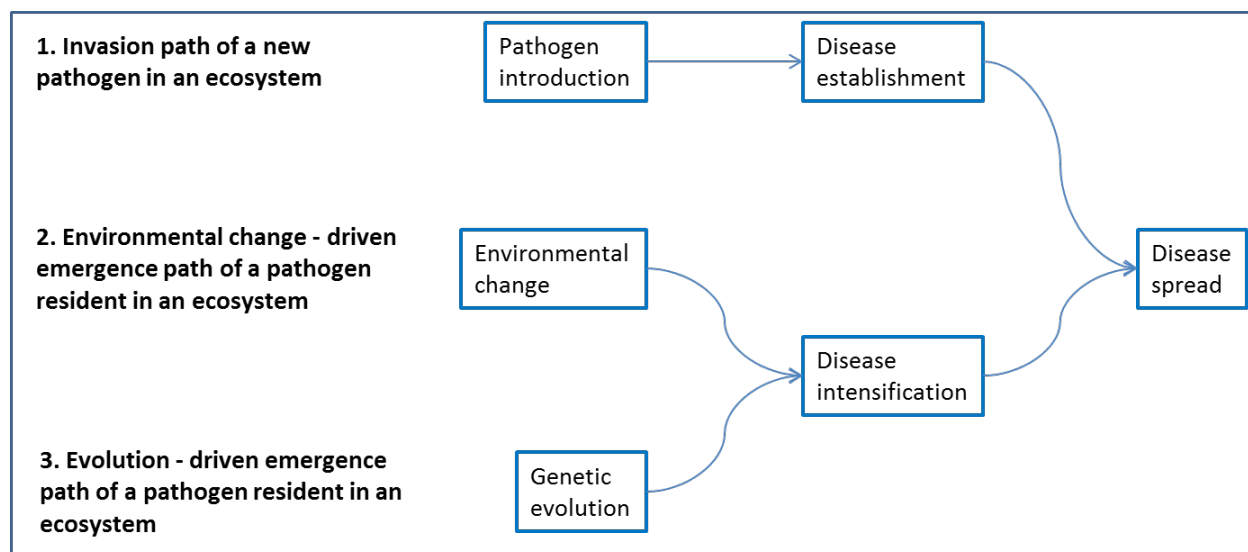 1. Invasion path of a new
pathogen in an ecosystem
Pathogen
introduction
Disease
establishment
2. Environmental change - driven
emergence path of a pathogen
resident in an ecosystem
Environmental
change
Disease
spread
Disease
intensification
3. Evolution - driven emergence
path of a pathogen resident in an
ecosystem
Genetic
evolution